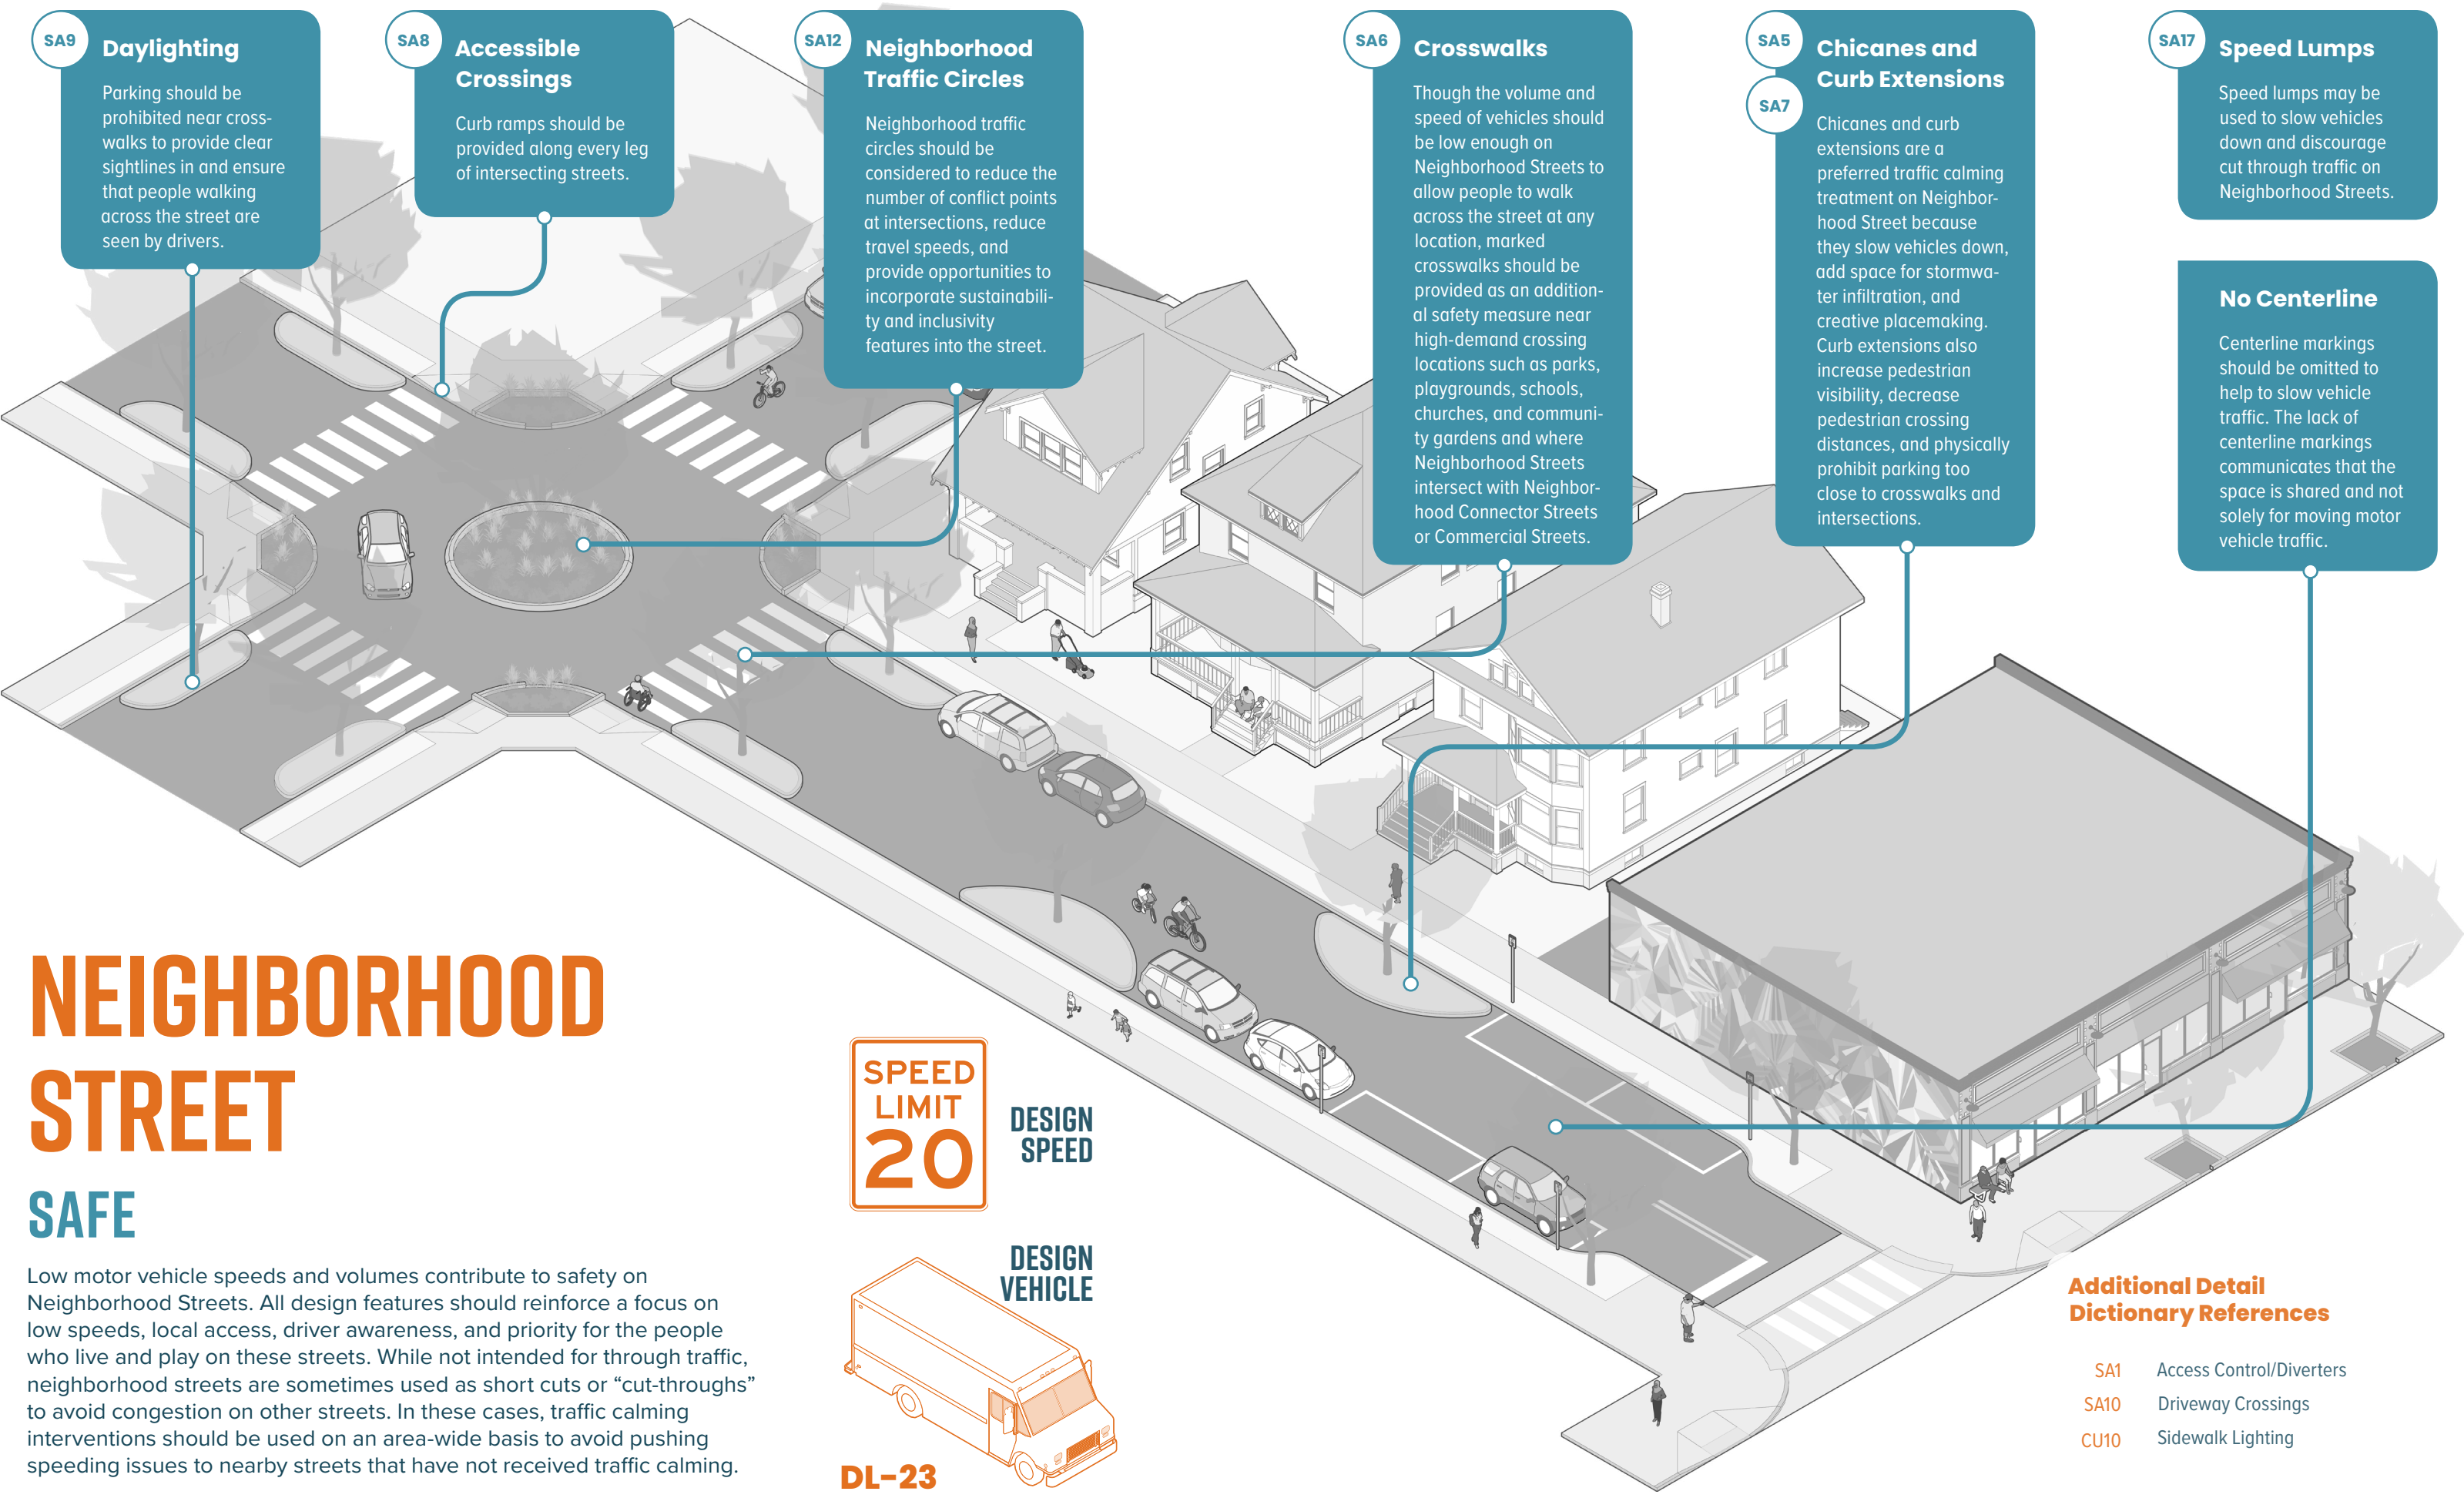 SA9
Daylighting
Parking should be
prohibited near cross-
walks to provide clear
sightlines in and ensure
that people walking
across the street are
seen by drivers.
SA8
Accessible
Crossings
Curb ramps should be
provided along every leg
of intersecting streets.
SA12
Neighborhood
Traffic Circles
Neighborhood traffic
circles should be
considered to reduce the
number of conflict points
at intersections, reduce
travel speeds, and
provide opportunities to
incorporate sustainabili-
ty and inclusivity
features into the street.
SA6
Crosswalks
Though the volume and
speed of vehicles should
be low enough on
Neighborhood Streets to
allow people to walk
across the street at any
location, marked
crosswalks should be
provided as an addition-
al safety measure near
high-demand crossing
locations such as parks,
playgrounds, schools,
churches, and communi-
ty gardens and where
Neighborhood Streets
intersect with Neighbor-
hood Connector Streets
or Commercial Streets.
SA5
SA7
Chicanes and
Curb Extensions
Chicanes and curb
extensions are a
preferred traffic calming
treatment on Neighbor-
hood Street because
they slow vehicles down,
add space for stormwa-
ter infiltration, and
creative placemaking.
Curb extensions also
increase pedestrian
visibility, decrease
pedestrian crossing
distances, and physically
prohibit parking too
close to crosswalks and
intersections.
SA17
Speed Lumps
Speed lumps may be
used to slow vehicles
down and discourage
cut through traffic on
Neighborhood Streets.
No Centerline
Centerline markings
should be omitted to
help to slow vehicle
traffic. The lack of
centerline markings
communicates that the
space is shared and not
solely for moving motor
vehicle traffic.
NEIGHBORHOOD
STREET
SAFE
Low motor vehicle speeds and volumes contribute to safety on
Neighborhood Streets. All design features should reinforce a focus on
low speeds, local access, driver awareness, and priority for the people
who live and play on these streets. While not intended for through traffic,
neighborhood streets are sometimes used as short cuts or “cut-throughs”
to avoid congestion on other streets. In these cases, traffic calming
interventions should be used on an area-wide basis to avoid pushing
speeding issues to nearby streets that have not received traffic calming.
SPEED
LIMIT
20
DESIGN
SPEED
DESIGN
VEHICLE
DL-23
Additional Detail
Dictionary References
SA1 Access Control/Diverters
SA10 Driveway Crossings
CU10 Sidewalk Lighting